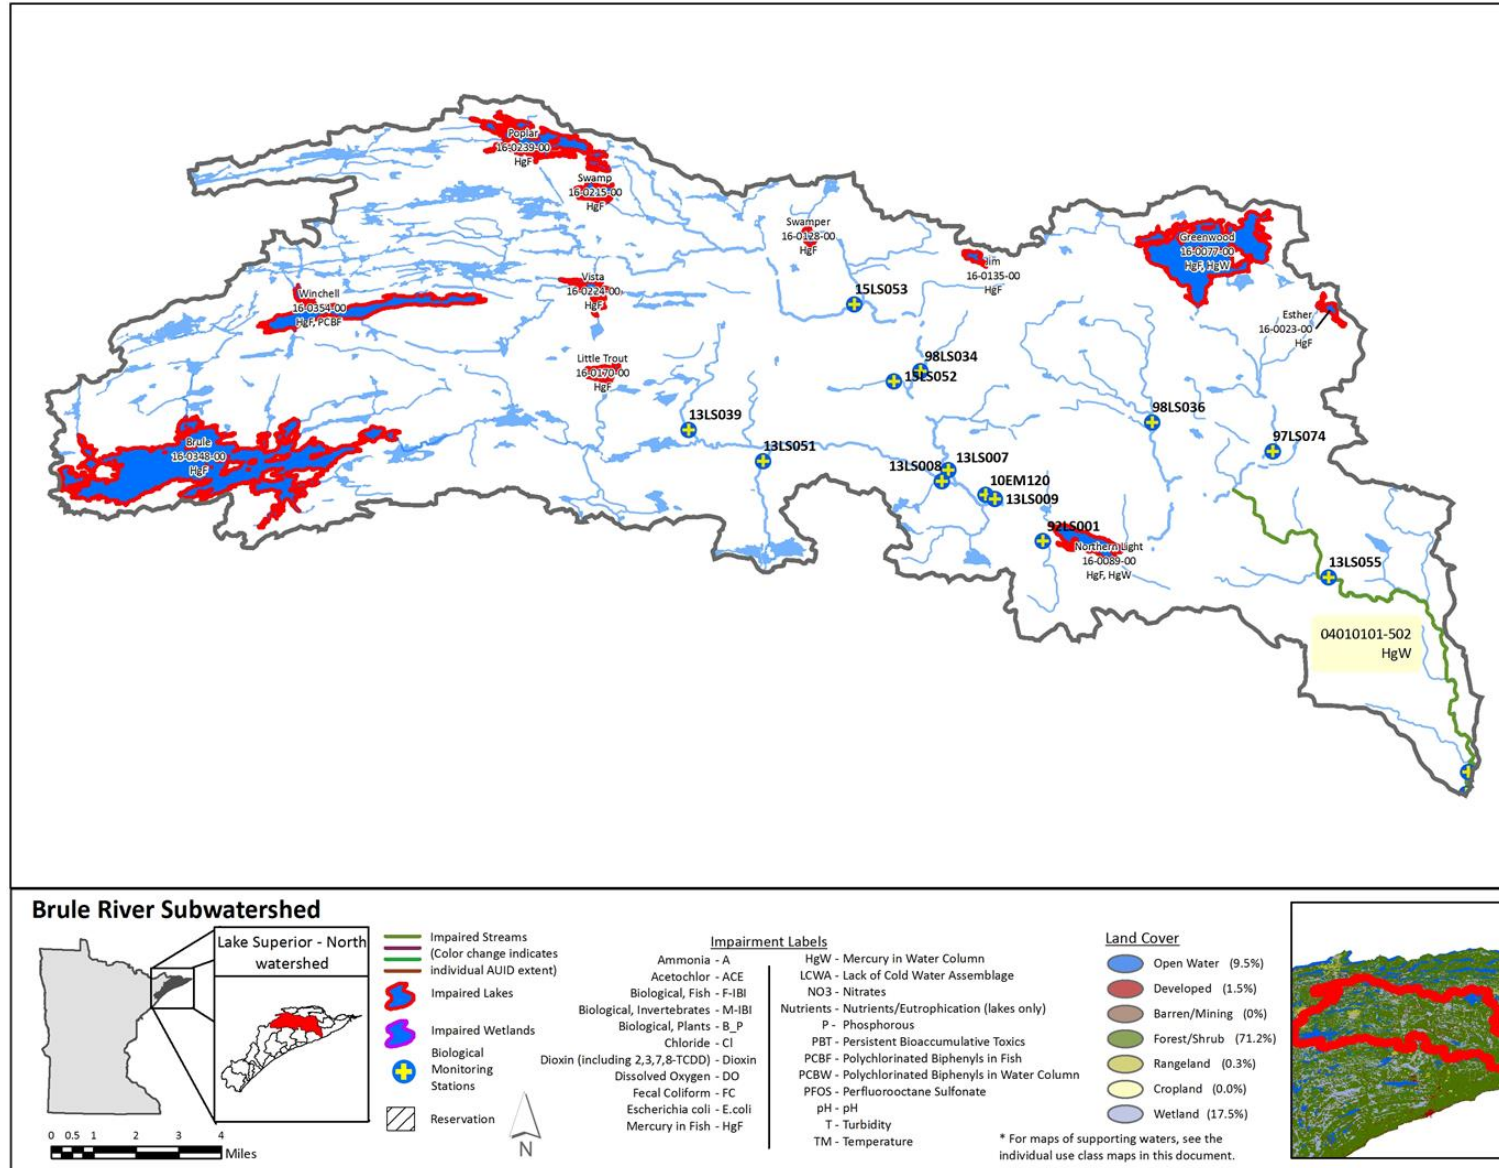 Poplar
16-0239-00
HgF
Swamp
16-0215-00
HgF
Swamper
16-0128-00
HgF
Greenwood
16-0077-00
HgF, HgW
Jim
16-0135-00
HgF
Vista
16-0224-00
HgF
15LS053
Winchell
16-0354-00
HgF, PCBF
Esther
16-0023-00
HgF
Little Trout
16-0170-00
HgF
98LS034
15LS052
13LS039
98LS036
Brule
16-0348-00
HgF
13LS051
97LS074
13LS007
13LS008
10EM120
13LS009
92LS001
Northern Light
16-0089-00
HgF, HgW
13LS055
04010101-502
HgW
Brule River Subwatershed
Lake Superior - North
watershed
0 0.5 1 2 3 4
Miles
Impaired Streams
(Color change indicates
individual AUID extent)
Impaired Lakes
Impaired Wetlands
Biological
Monitoring
Stations
Reservation
N
Impairment Labels
Ammonia - A
Acetochlor - ACE
Biological, Fish - F-IBI
Biological, Invertebrates - M-IBI
Biological, Plants - B_P
Chloride - Cl
Dioxin (including 2,3,7,8-TCDD) - Dioxin
Dissolved Oxygen - DO
Fecal Coliform - FC
Escherichia coli - E.coli
Mercury in Fish - HgF
HgW - Mercury in Water Column
LCWA - Lack of Cold Water Assemblage
NO3 - Nitrates
Nutrients - Nutrients/Eutrophication (lakes only)
P - Phosphorous
PBT - Persistent Bioaccumulative Toxics
PCBF - Polychlorinated Biphenyls in Fish
PCBW - Polychlorinated Biphenyls in Water Column
PFOS - Perfluorooctane Sulfonate
pH - pH
T - Turbidity
TM - Temperature
Land Cover
Open Water (9.5%)
Developed (1.5%)
Barren/Mining (0%)
Forest/Shrub (71.2%)
Rangeland (0.3%)
Cropland (0.0%)
Wetland (17.5%)
* For maps of supporting waters, see the
individual use class maps in this document.